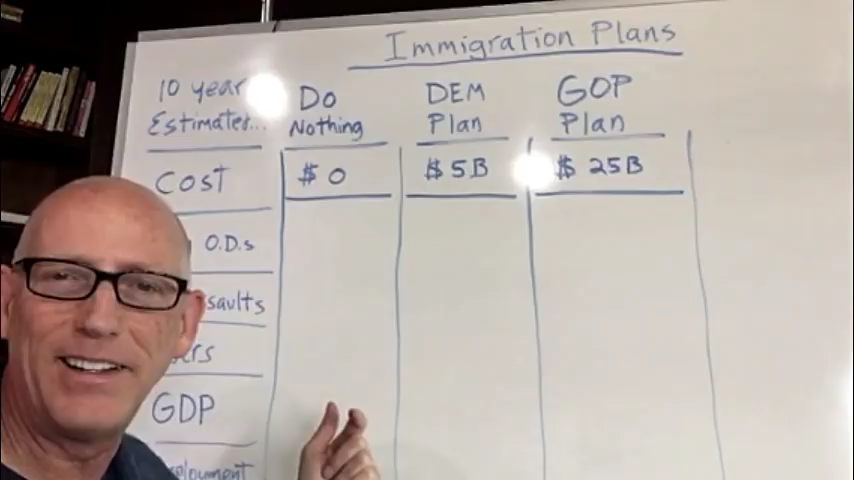 Immigration Plans
10 year
Estimates...
Do
Nothing
DEM
Plan
GOP
Plan
Cost
$ 0
$ 5B
$ 25B
O.D.s
GDP